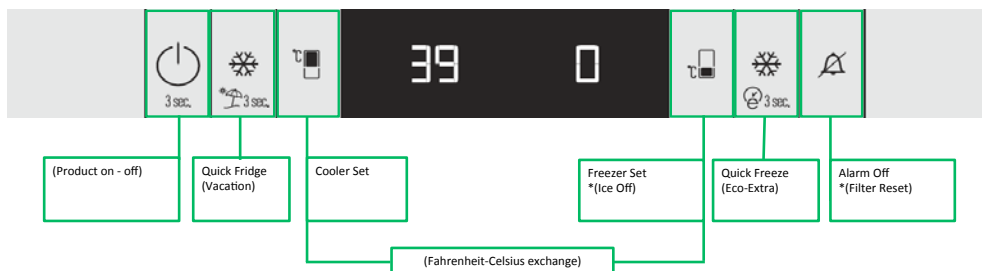 39 0
℃
℃
3 sec.
3 sec.
3 sec.
(Product on - off)
Quick Fridge
(Vacation)
Cooler Set
Freezer Set
*(Ice Off)
Quick Freeze
(Eco-Extra)
Alarm Off
*(Filter Reset)
(Fahrenheit-Celsius exchange)